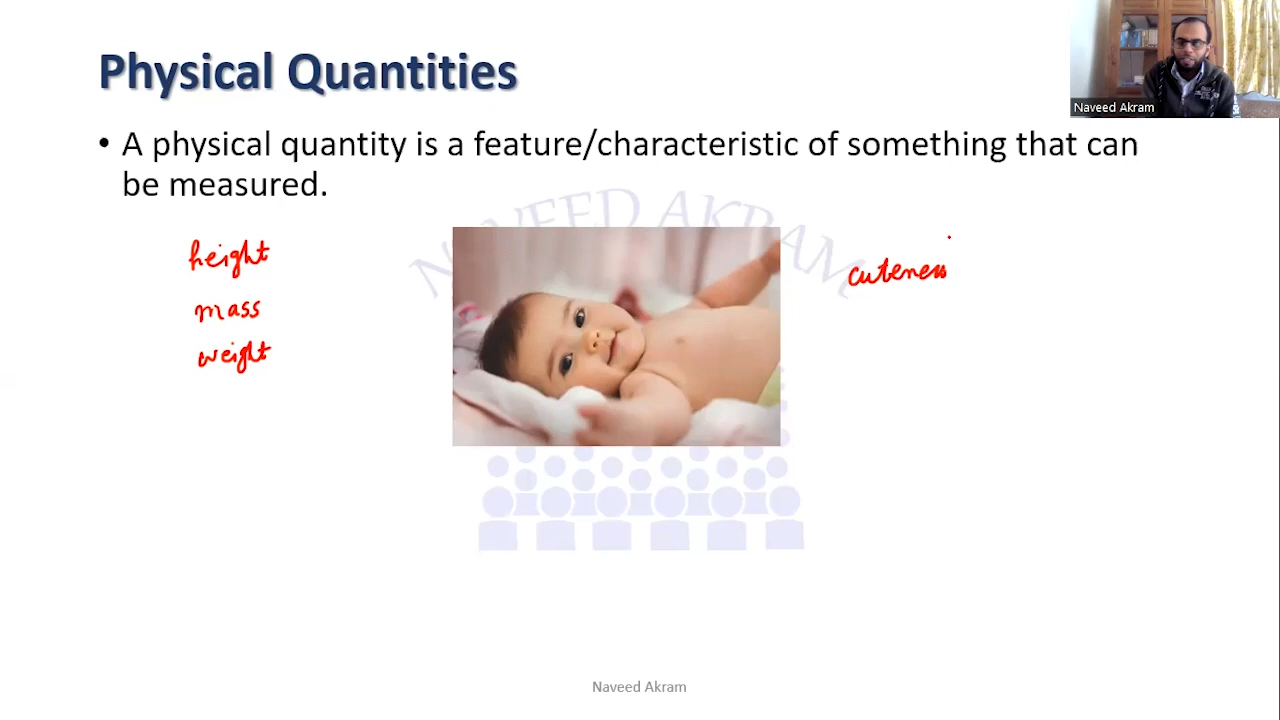 Physical Quantities
Naveed Akram
• A physical quantity is a feature/characteristic of something that can
be measured.
NAVEED AKRAM
height
cuteness
mass
weight
Naveed Akram